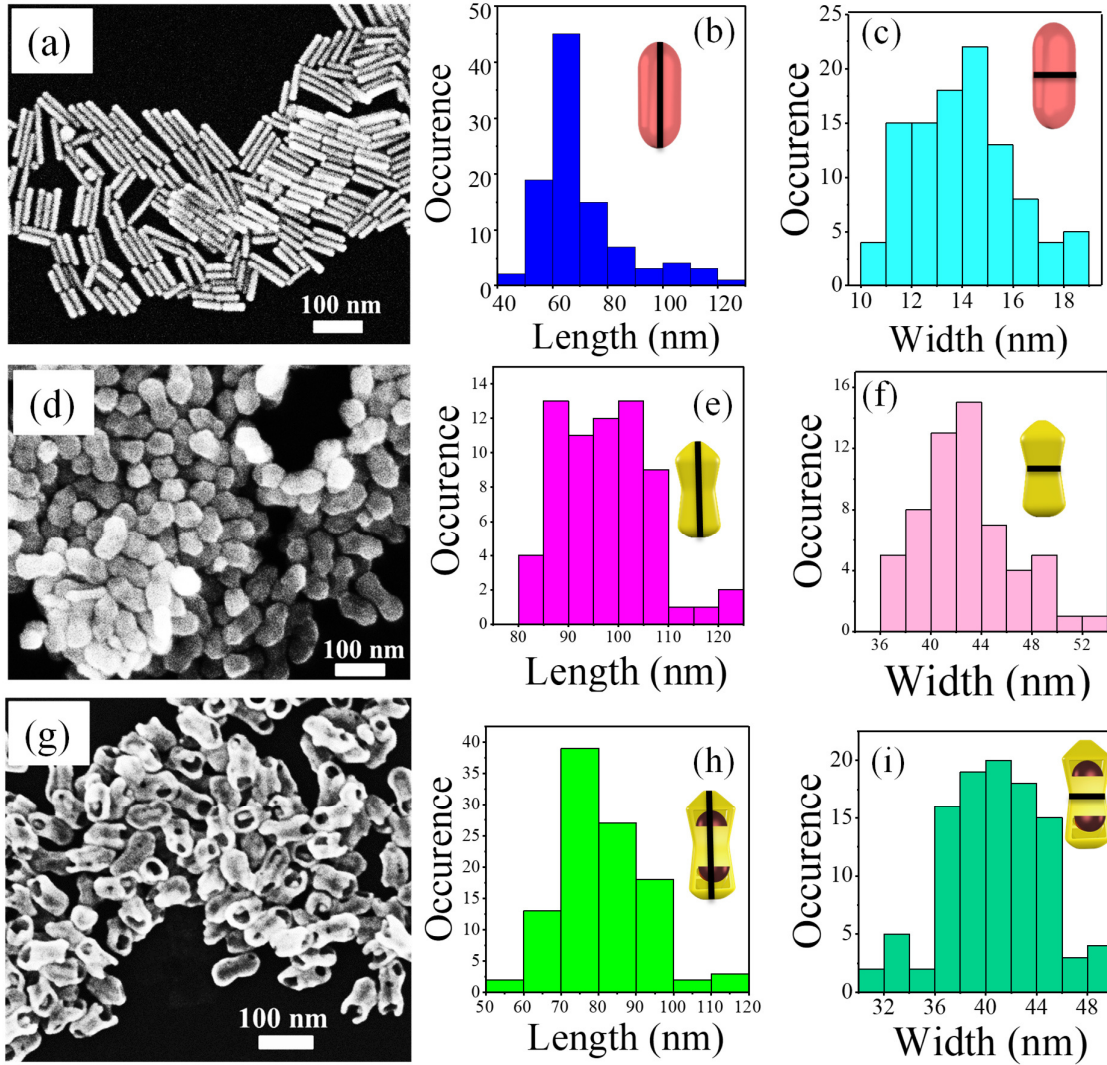 (a)
100 nm
(b)
Occurence
50
40
30
20
10
0
40 60 80 100 120
Length (nm)
(c)
Occurence
25
20
15
10
5
0
10 12 14 16 18
Width (nm)
(d)
100 nm
(e)
Occurence
14
12
10
8
6
4
2
0
80 90 100 110 120
Length (nm)
(f)
Occurence
16
12
8
4
0
36 40 44 48 52
Width (nm)
(g)
100 nm
(h)
Occurence
40
35
30
25
20
15
10
5
0
50 60 70 80 90 100 110 120
Length (nm)
(i)
Occurence
20
15
10
5
0
32 36 40 44 48
Width (nm)